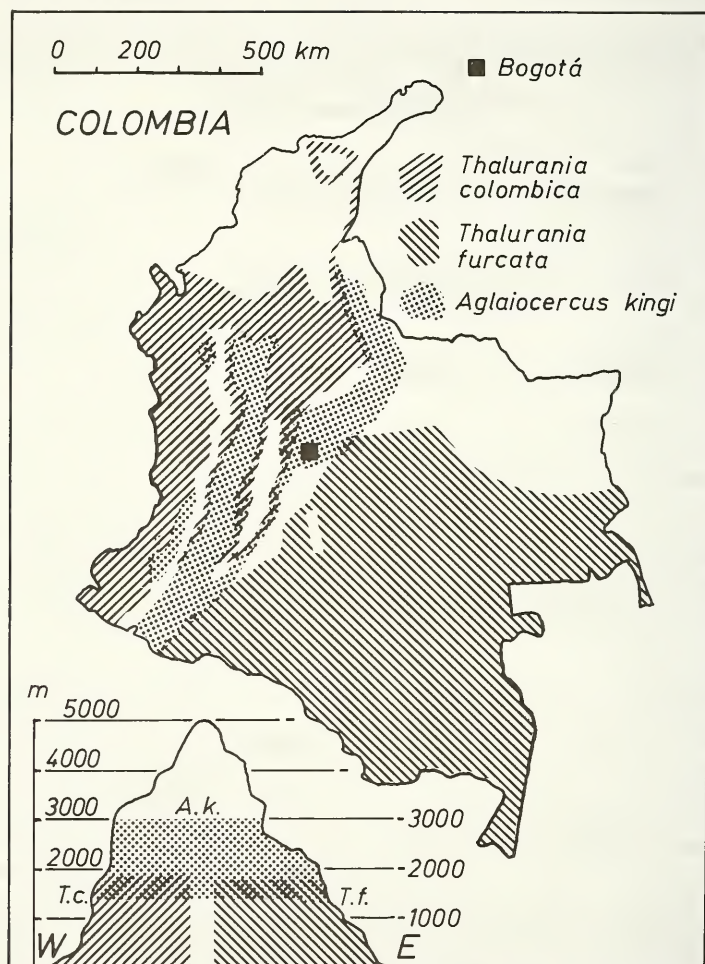 0 200 500 km
Bogotá
COLOMBIA
Thalurania
colombica
Thalurania
furcata
Aglaiocercus kingi
m
5000
4000
3000 A.k. 3000
2000 2000
T.c. T.f.
1000
W E